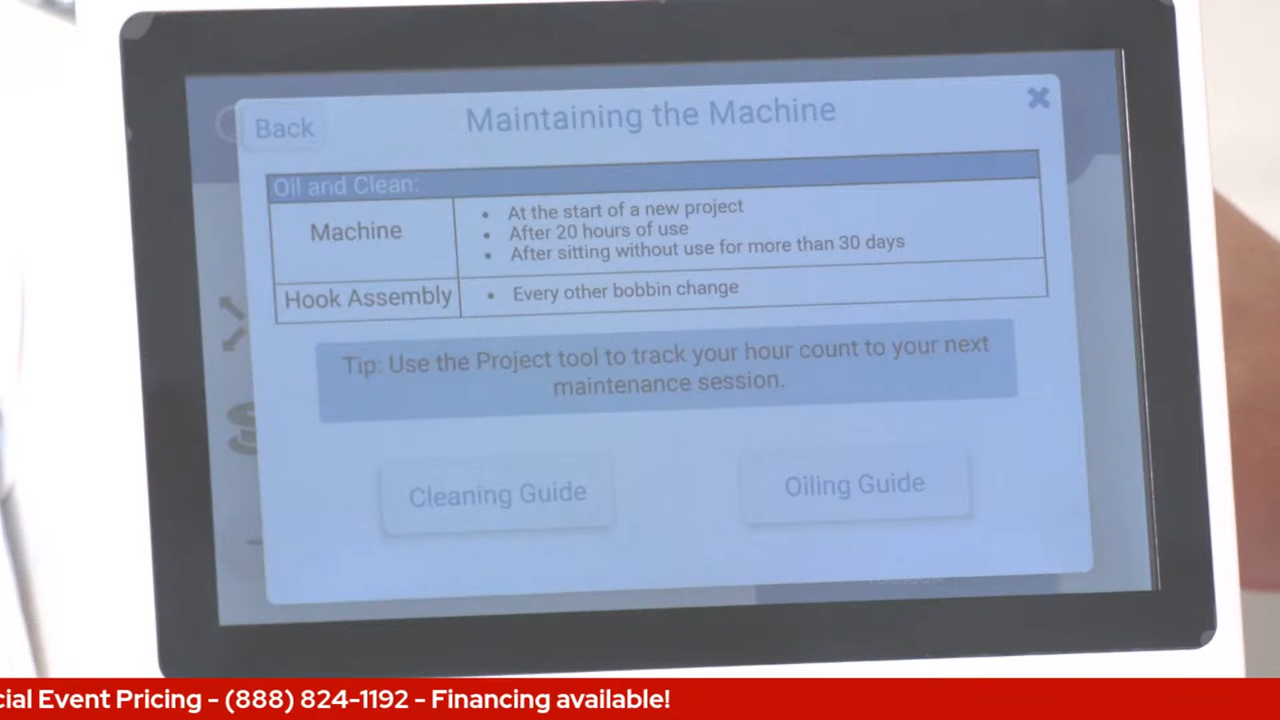 Back
Maintaining the Machine
Oil and Clean:
Machine
• At the start of a new project
• After 20 hours of use
• After sitting without use for more than 30 days
Hook Assembly
• Every other bobbin change
Tip: Use the Project tool to track your hour count to your next
maintenance session.
Cleaning Guide
Oiling Guide
cial Event Pricing - (888) 824-1192 - Financing available!